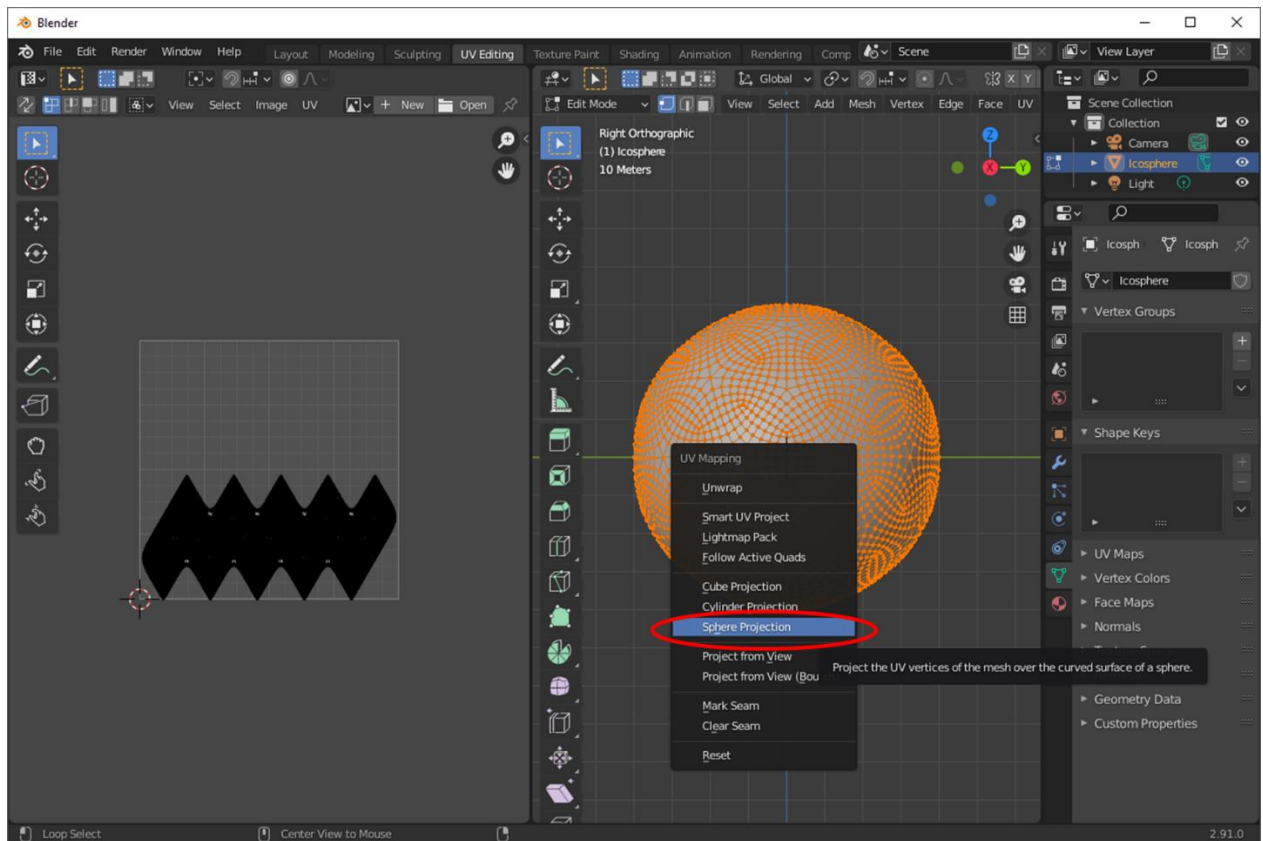 Blender
File Edit Render Window Help Layout Modeling Sculpting UV Editing Texture Paint Shading Animation Rendering Comp Scene View Layer
View Select Image UV + New Open
Global X Y
Edit Mode View Select Add Mesh Vertex Edge Face UV
Right Orthographic
(1) Icosphere
10 Meters
Z
X Y
UV Mapping
Unwrap
Smart UV Project
Lightmap Pack
Follow Active Quads
Cube Projection
Cylinder Projection
Sphere Projection
Project from View
Project from View (Bou
Mark Seam
Clear Seam
Reset
Project the UV vertices of the mesh over the curved surface of a sphere.
Scene Collection
Collection
Camera
Icosphere
Light
Icosph Icosph
Icosphere
Vertex Groups
Shape Keys
UV Maps
Vertex Colors
Face Maps
Normals
Geometry Data
Custom Properties
Loop Select Center View to Mouse 2.91.0